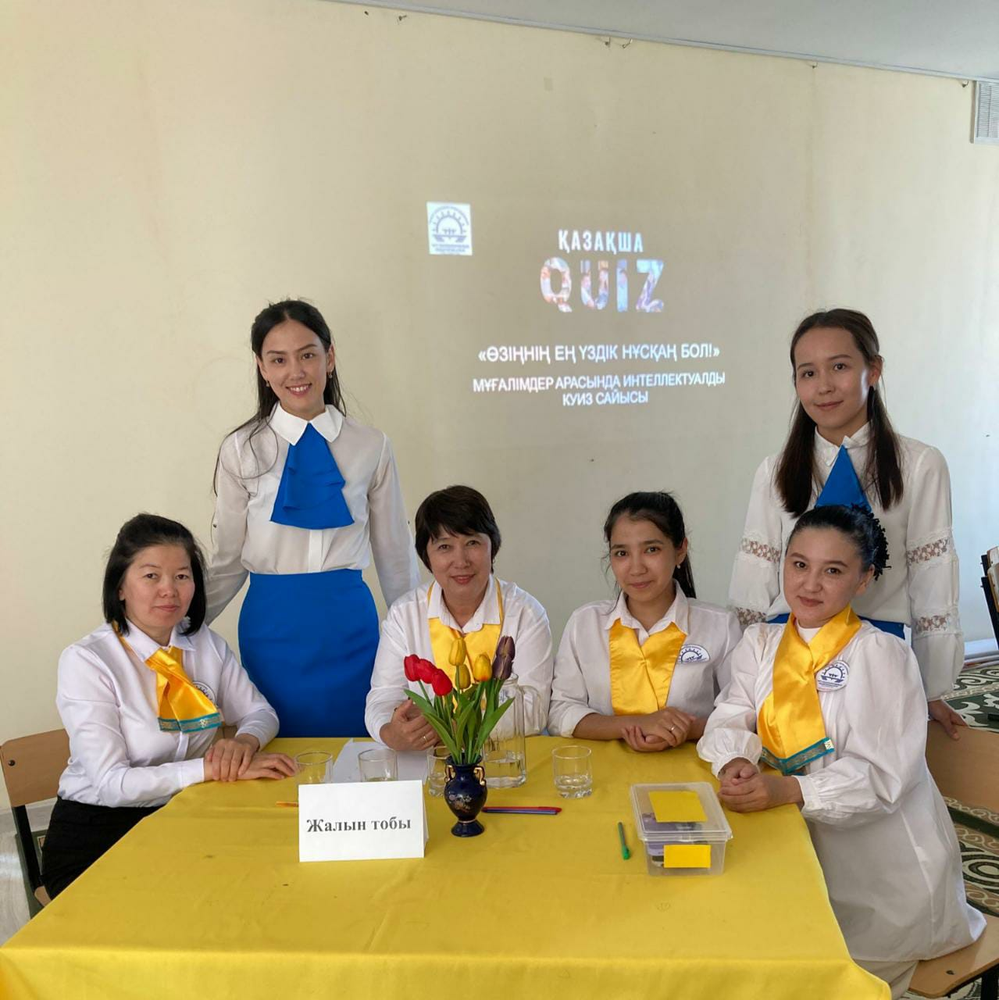 ҚАЗАҚША
QUIZ
«ӨЗІҢНІҢ ЕҢ ҮЗДІК НҰСҚАҢ БОЛ!»
МҰҒАЛІМДЕР АРАСЫНДА ИНТЕЛЛЕКТУАЛДЫ
КУИЗ САЙЫСЫ
Жалын тобы